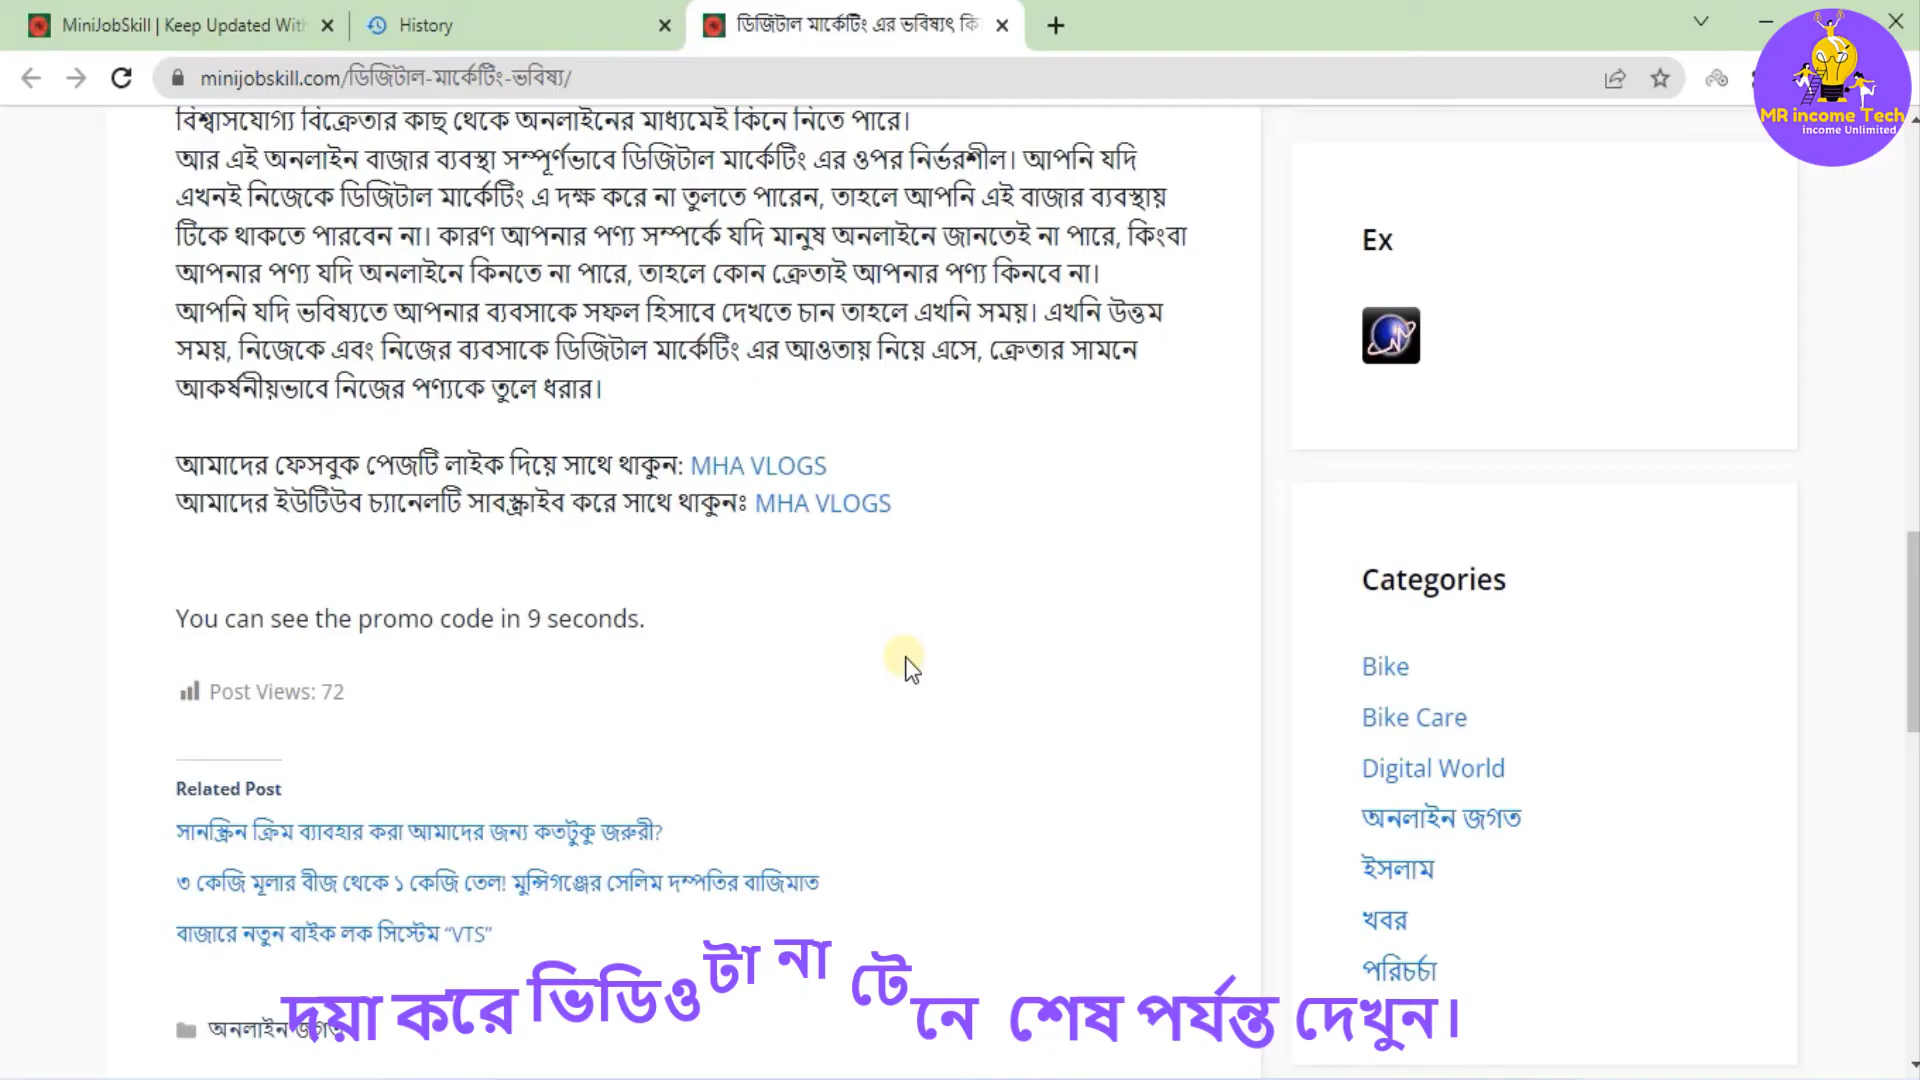 MiniJobSkill | Keep Updated With
History
ডিজিটাল মার্কেটিং এর ভবিষ্যৎ কি
minijobskill.com/ডিজিটাল-মার্কেটিং-ভবিষ্য/
MR income Tech
income Unlimited
বিশ্বাসযোগ্য বিক্রেতার কাছ থেকে অনলাইনের মাধ্যমেই কিনে নিতে পারে।
আর এই অনলাইন বাজার ব্যবস্থা সম্পূর্ণভাবে ডিজিটাল মার্কেটিং এর ওপর নির্ভরশীল। আপনি যদি
এখনই নিজেকে ডিজিটাল মার্কেটিং এ দক্ষ করে না তুলতে পারেন, তাহলে আপনি এই বাজার ব্যবস্থায়
টিকে থাকতে পারবেন না। কারণ আপনার পণ্য সম্পর্কে যদি মানুষ অনলাইনে জানতেই না পারে, কিংবা
আপনার পণ্য যদি অনলাইনে কিনতে না পারে, তাহলে কোন ক্রেতাই আপনার পণ্য কিনবে না।
আপনি যদি ভবিষ্যতে আপনার ব্যবসাকে সফল হিসাবে দেখতে চান তাহলে এখনি সময়। এখনি উত্তম
সময়, নিজেকে এবং নিজের ব্যবসাকে ডিজিটাল মার্কেটিং এর আওতায় নিয়ে এসে, ক্রেতার সামনে
আকর্ষনীয়ভাবে নিজের পণ্যকে তুলে ধরার।
আমাদের ফেসবুক পেজটি লাইক দিয়ে সাথে থাকুন: MHA VLOGS
আমাদের ইউটিউব চ্যানেলটি সাবস্ক্রাইব করে সাথে থাকুনঃ MHA VLOGS
You can see the promo code in 9 seconds.
Post Views: 72
Related Post
সানস্ক্রিন ক্রিম ব্যাবহার করা আমাদের জন্য কতটুকু জরুরী?
৩ কেজি মূলার বীজ থেকে ১ কেজি তেল! মুন্সিগঞ্জের সেলিম দম্পতির বাজিমাত
বাজারে নতুন বাইক লক সিস্টেম “VTS”
অনলাইন জগত
Ex
Categories
Bike
Bike Care
Digital World
অনলাইন জগত
ইসলাম
খবর
পরিচর্চা
দয়া করে ভিডিওটা না টেনে শেষ পর্যন্ত দেখুন।